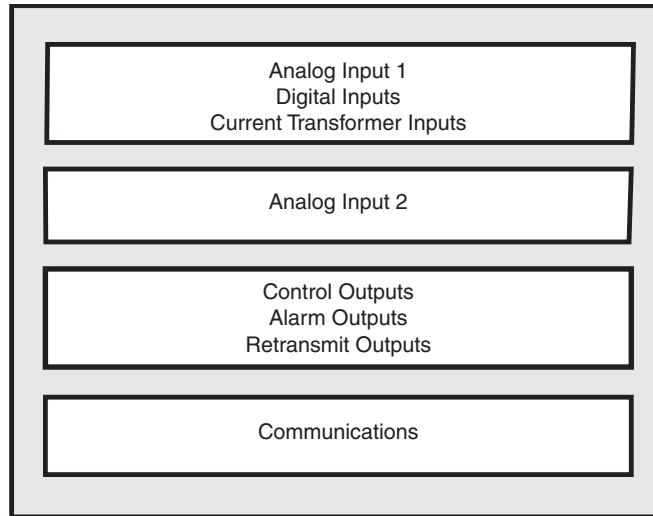 Analog Input 1
Digital Inputs
Current Transformer Inputs
Analog Input 2
Control Outputs
Alarm Outputs
Retransmit Outputs
Communications